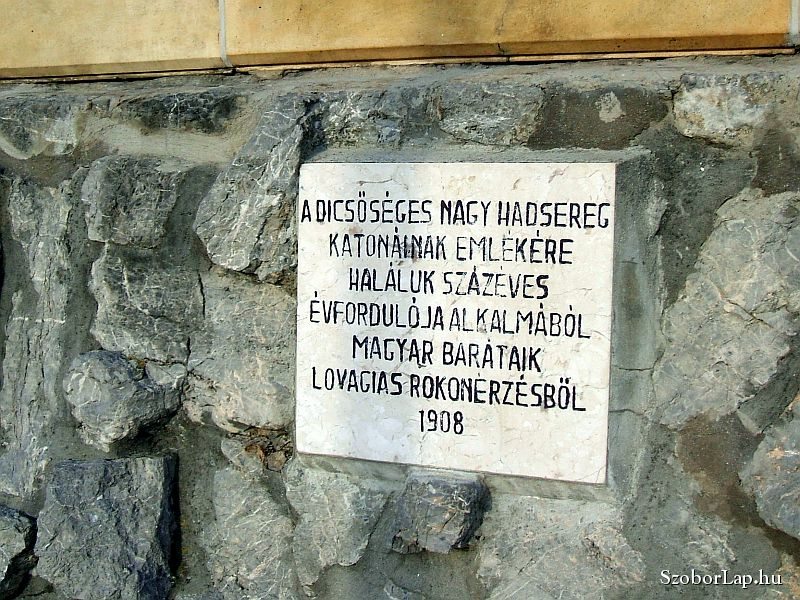 A DICSŐSÉGES NAGY HADSEREG
KATONÁINAK EMLÉKÉRE
HALÁLUK SZÁZÉVES
ÉVFORDULÓJA ALKALMÁBÓL
MAGYAR BARÁTAIK
LOVAGIAS ROKONÉRZÉSBŐL
1908
SzoborLap.hu